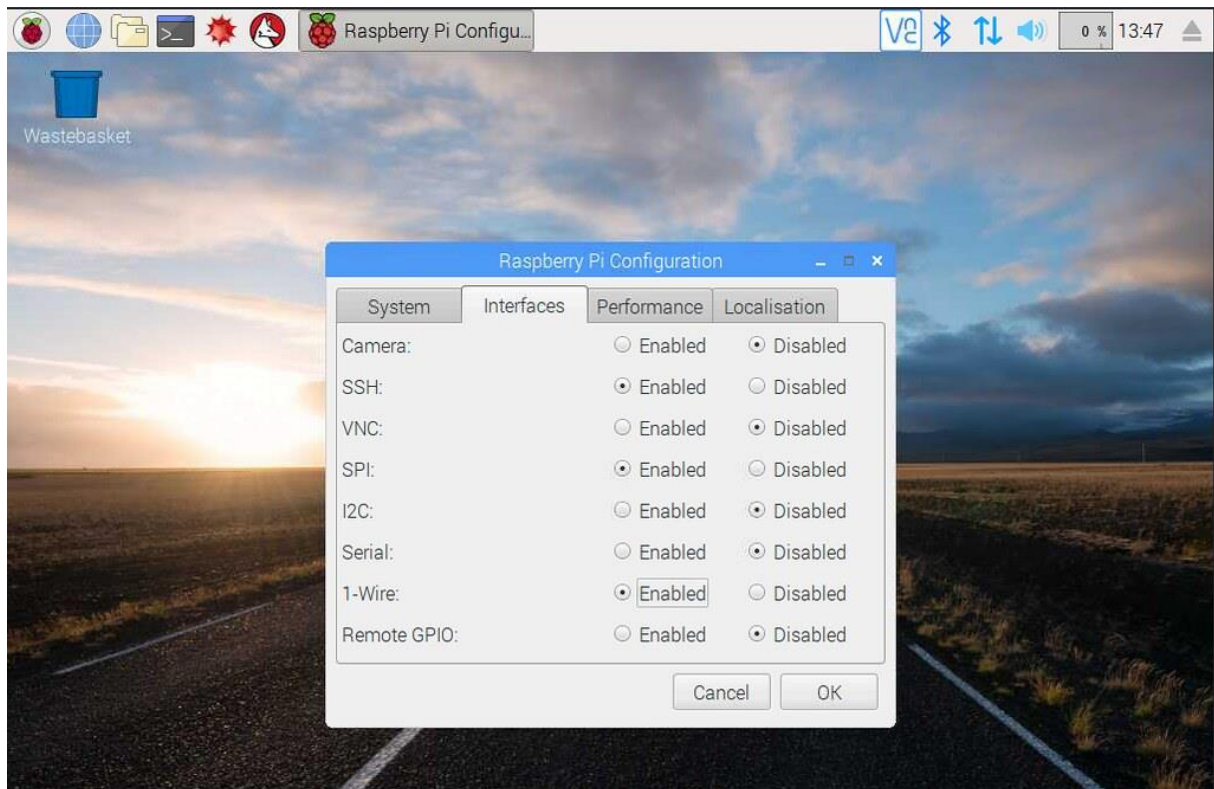 Raspberry Pi Configu...
V2 0 % 13:47
Wastebasket
Raspberry Pi Configuration
System Interfaces Performance Localisation
Camera: Enabled Disabled
SSH: Enabled Disabled
VNC: Enabled Disabled
SPI: Enabled Disabled
I2C: Enabled Disabled
Serial: Enabled Disabled
1-Wire: Enabled Disabled
Remote GPIO: Enabled Disabled
Cancel OK